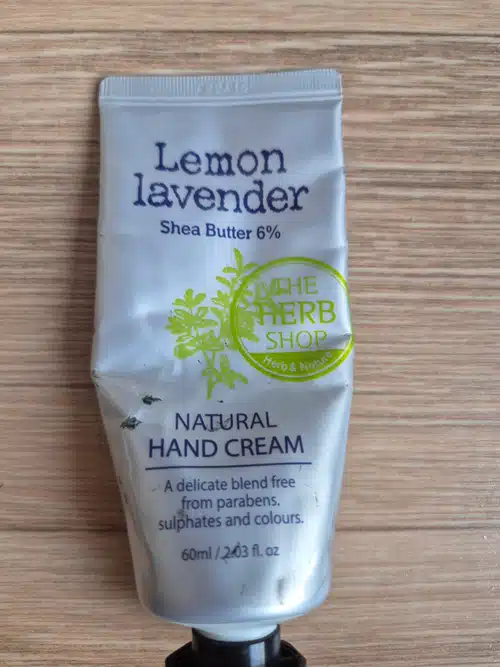 Lemon
lavender
Shea Butter 6%
THE
HERB
SHOP
Herb & Nature
NATURAL
HAND CREAM
A delicate blend free
from parabens.
sulphates and colours.
60ml / 2.03 fl. oz